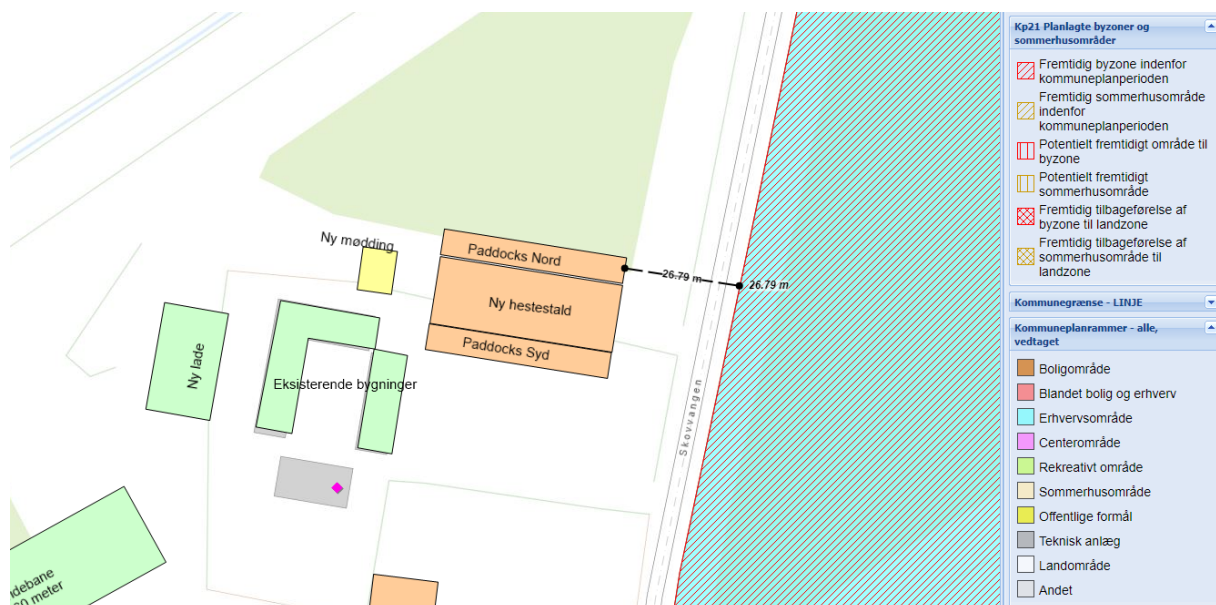 Ny mødding
Paddocks Nord
Ny hestestald
Paddocks Syd
26.79 m
26.79 m
Ny lade
Eksisterende bygninger
Skovvangen
meter
Kp21 Planlagte byzoner og
sommerhusområder
Fremtidig byzone indenfor
kommuneplanperioden
Fremtidig sommerhusområde
indenfor
kommuneplanperioden
Potentielt fremtidigt område til
byzone
Potentielt fremtidigt
sommerhusområde
Fremtidig tilbageførelse af
byzone til landzone
Fremtidig tilbageførelse af
sommerhusområde til
landzone
Kommunegrænse - LINJE
Kommuneplanrammer - alle,
vedtaget
Boligområde
Blandet bolig og erhverv
Erhvervsområde
Centerområde
Rekreativt område
Sommerhusområde
Offentlige formål
Teknisk anlæg
Landområde
Andet